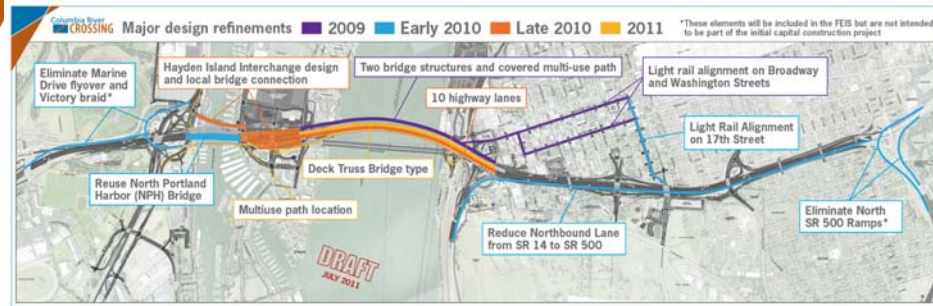 Columbia River
CROSSING
Major design refinements
2009
Early 2010
Late 2010
2011
*These elements will be included in the FEIS but are not intended
to be part of the initial capital construction project
Eliminate Marine
Drive flyover and
Victory braid*
Hayden Island Interchange design
and local bridge connection
Two bridge structures and covered multi-use path
Light rail alignment on Broadway
and Washington Streets
10 highway lanes
Light Rail Alignment
on 17th Street
Deck Truss Bridge type
Reuse North Portland
Harbor (NPH) Bridge
Multiuse path location
Reduce Northbound Lane
from SR 14 to SR 500
Eliminate North
SR 500 Ramps*
DRAFT
JULY 2011